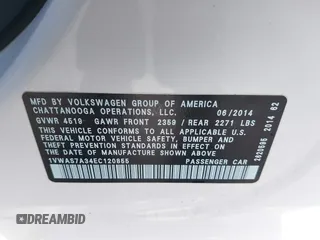 MFD BY VOLKSWAGEN GROUP OF AMERICA
CHATTANOOGA OPERATIONS, LLC. 06/2014
GVWR 4519 GAWR FRONT 2359 / REAR 2271 LBS
THIS VEHICLE CONFORMS TO ALL APPLICABLE U.S.
FEDERAL MOTOR VEHICLE SAFETY, BUMPER, AND
THEFT PREVENTION STANDARDS IN EFFECT ON THE
DATE OF MANUFACTURE SHOWN ABOVE.
1VWAS7A34EC120865 PASSENGER CAR
2620695 2014 62
DREAMBID